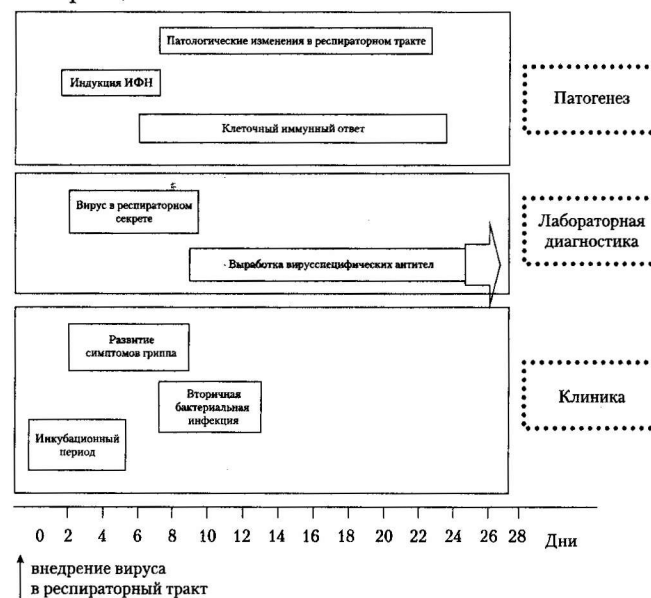 Патологические изменения в респираторном тракте
Индукция ИФН
Клеточный иммунный ответ
Патогенез
Вирус в респираторном
секрете
Выработка вирусспецифических антител
Лабораторная
диагностика
Развитие
симптомов гриппа
Вторичная
бактериальная
инфекция
Инкубационный
период
Клиника
0 2 4 6 8 10 12 14 16 18 20 22 24 26 28 Дни
внедрение вируса
в респираторный тракт